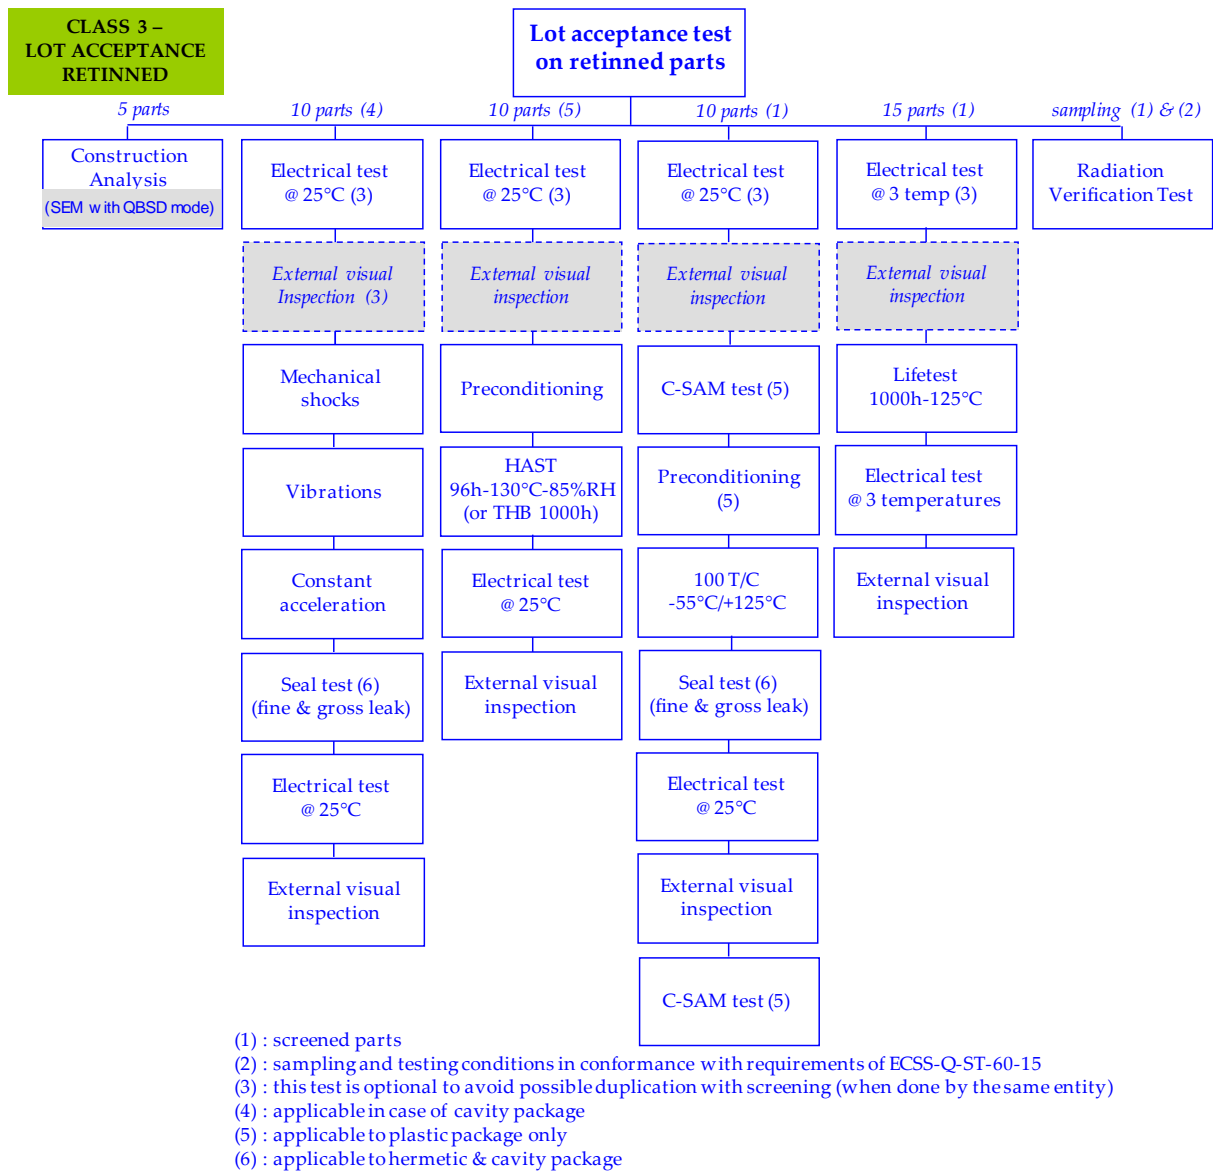 CLASS 3 –
LOT ACCEPTANCE
RETINNED
Lot acceptance test
on retinned parts
5 parts
10 parts (4)
10 parts (5)
10 parts (1)
15 parts (1)
sampling (1) & (2)
Construction
Analysis
(SEM with QBSD mode)
Electrical test
@ 25°C (3)
External visual
Inspection (3)
Mechanical
shocks
Vibrations
Constant
acceleration
Seal test (6)
(fine & gross leak)
Electrical test
@ 25°C
External visual
inspection
Electrical test
@ 25°C (3)
External visual
inspection
Preconditioning
HAST
96h-130°C-85%RH
(or THB 1000h)
Electrical test
@ 25°C
External visual
inspection
Electrical test
@ 25°C (3)
External visual
inspection
C-SAM test (5)
Preconditioning
(5)
100 T/C
-55°C/+125°C
Seal test (6)
(fine & gross leak)
Electrical test
@ 25°C
External visual
inspection
C-SAM test (5)
Electrical test
@ 3 temp (3)
External visual
inspection
Lifetest
1000h-125°C
Electrical test
@ 3 temperatures
External visual
inspection
Radiation
Verification Test
(1) : screened parts
(2) : sampling and testing conditions in conformance with requirements of ECSS-Q-ST-60-15
(3) : this test is optional to avoid possible duplication with screening (when done by the same entity)
(4) : applicable in case of cavity package
(5) : applicable to plastic package only
(6) : applicable to hermetic & cavity package